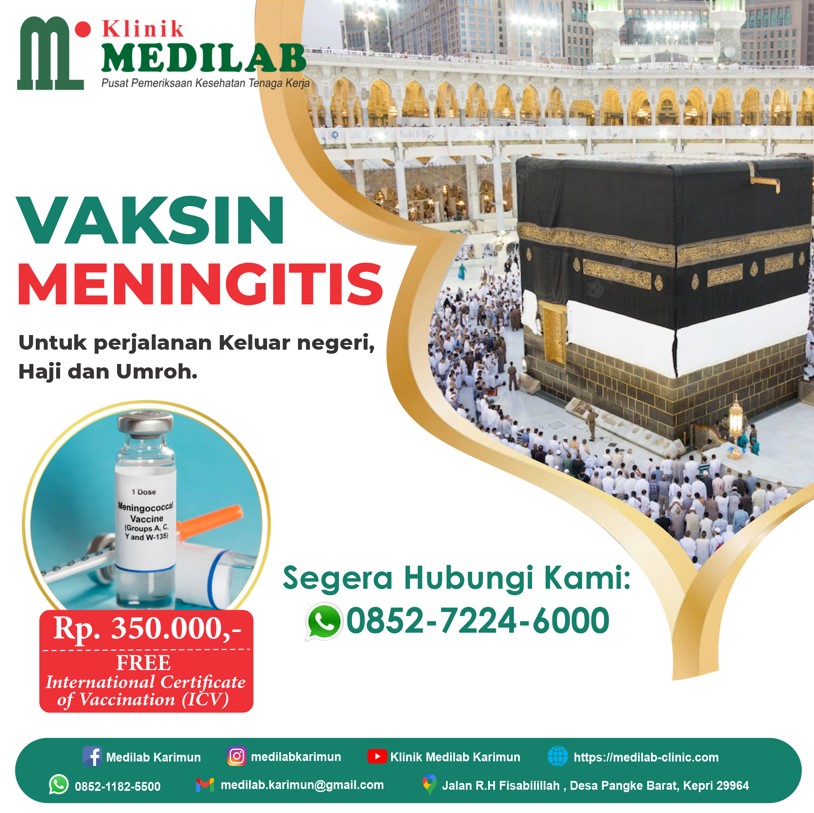 Klinik
MEDILAB
Pusat Pemeriksaan Kesehatan Tenaga Kerja
VAKSIN
MENINGITIS
Untuk perjalanan Keluar negeri,
Haji dan Umroh.
1 Dose
Meningococcal
Vaccine
(Groups A, C,
Y and W-135)
Rp. 350.000,-
FREE
International Certificate
of Vaccination (ICV)
Segera Hubungi Kami:
0852-7224-6000
Medilab Karimun
medilabkarimun
Klinik Medilab Karimun
https://medilab-clinic.com
0852-1182-5500
medilab.karimun@gmail.com
Jalan R.H Fisabilillah , Desa Pangke Barat, Kepri 29964